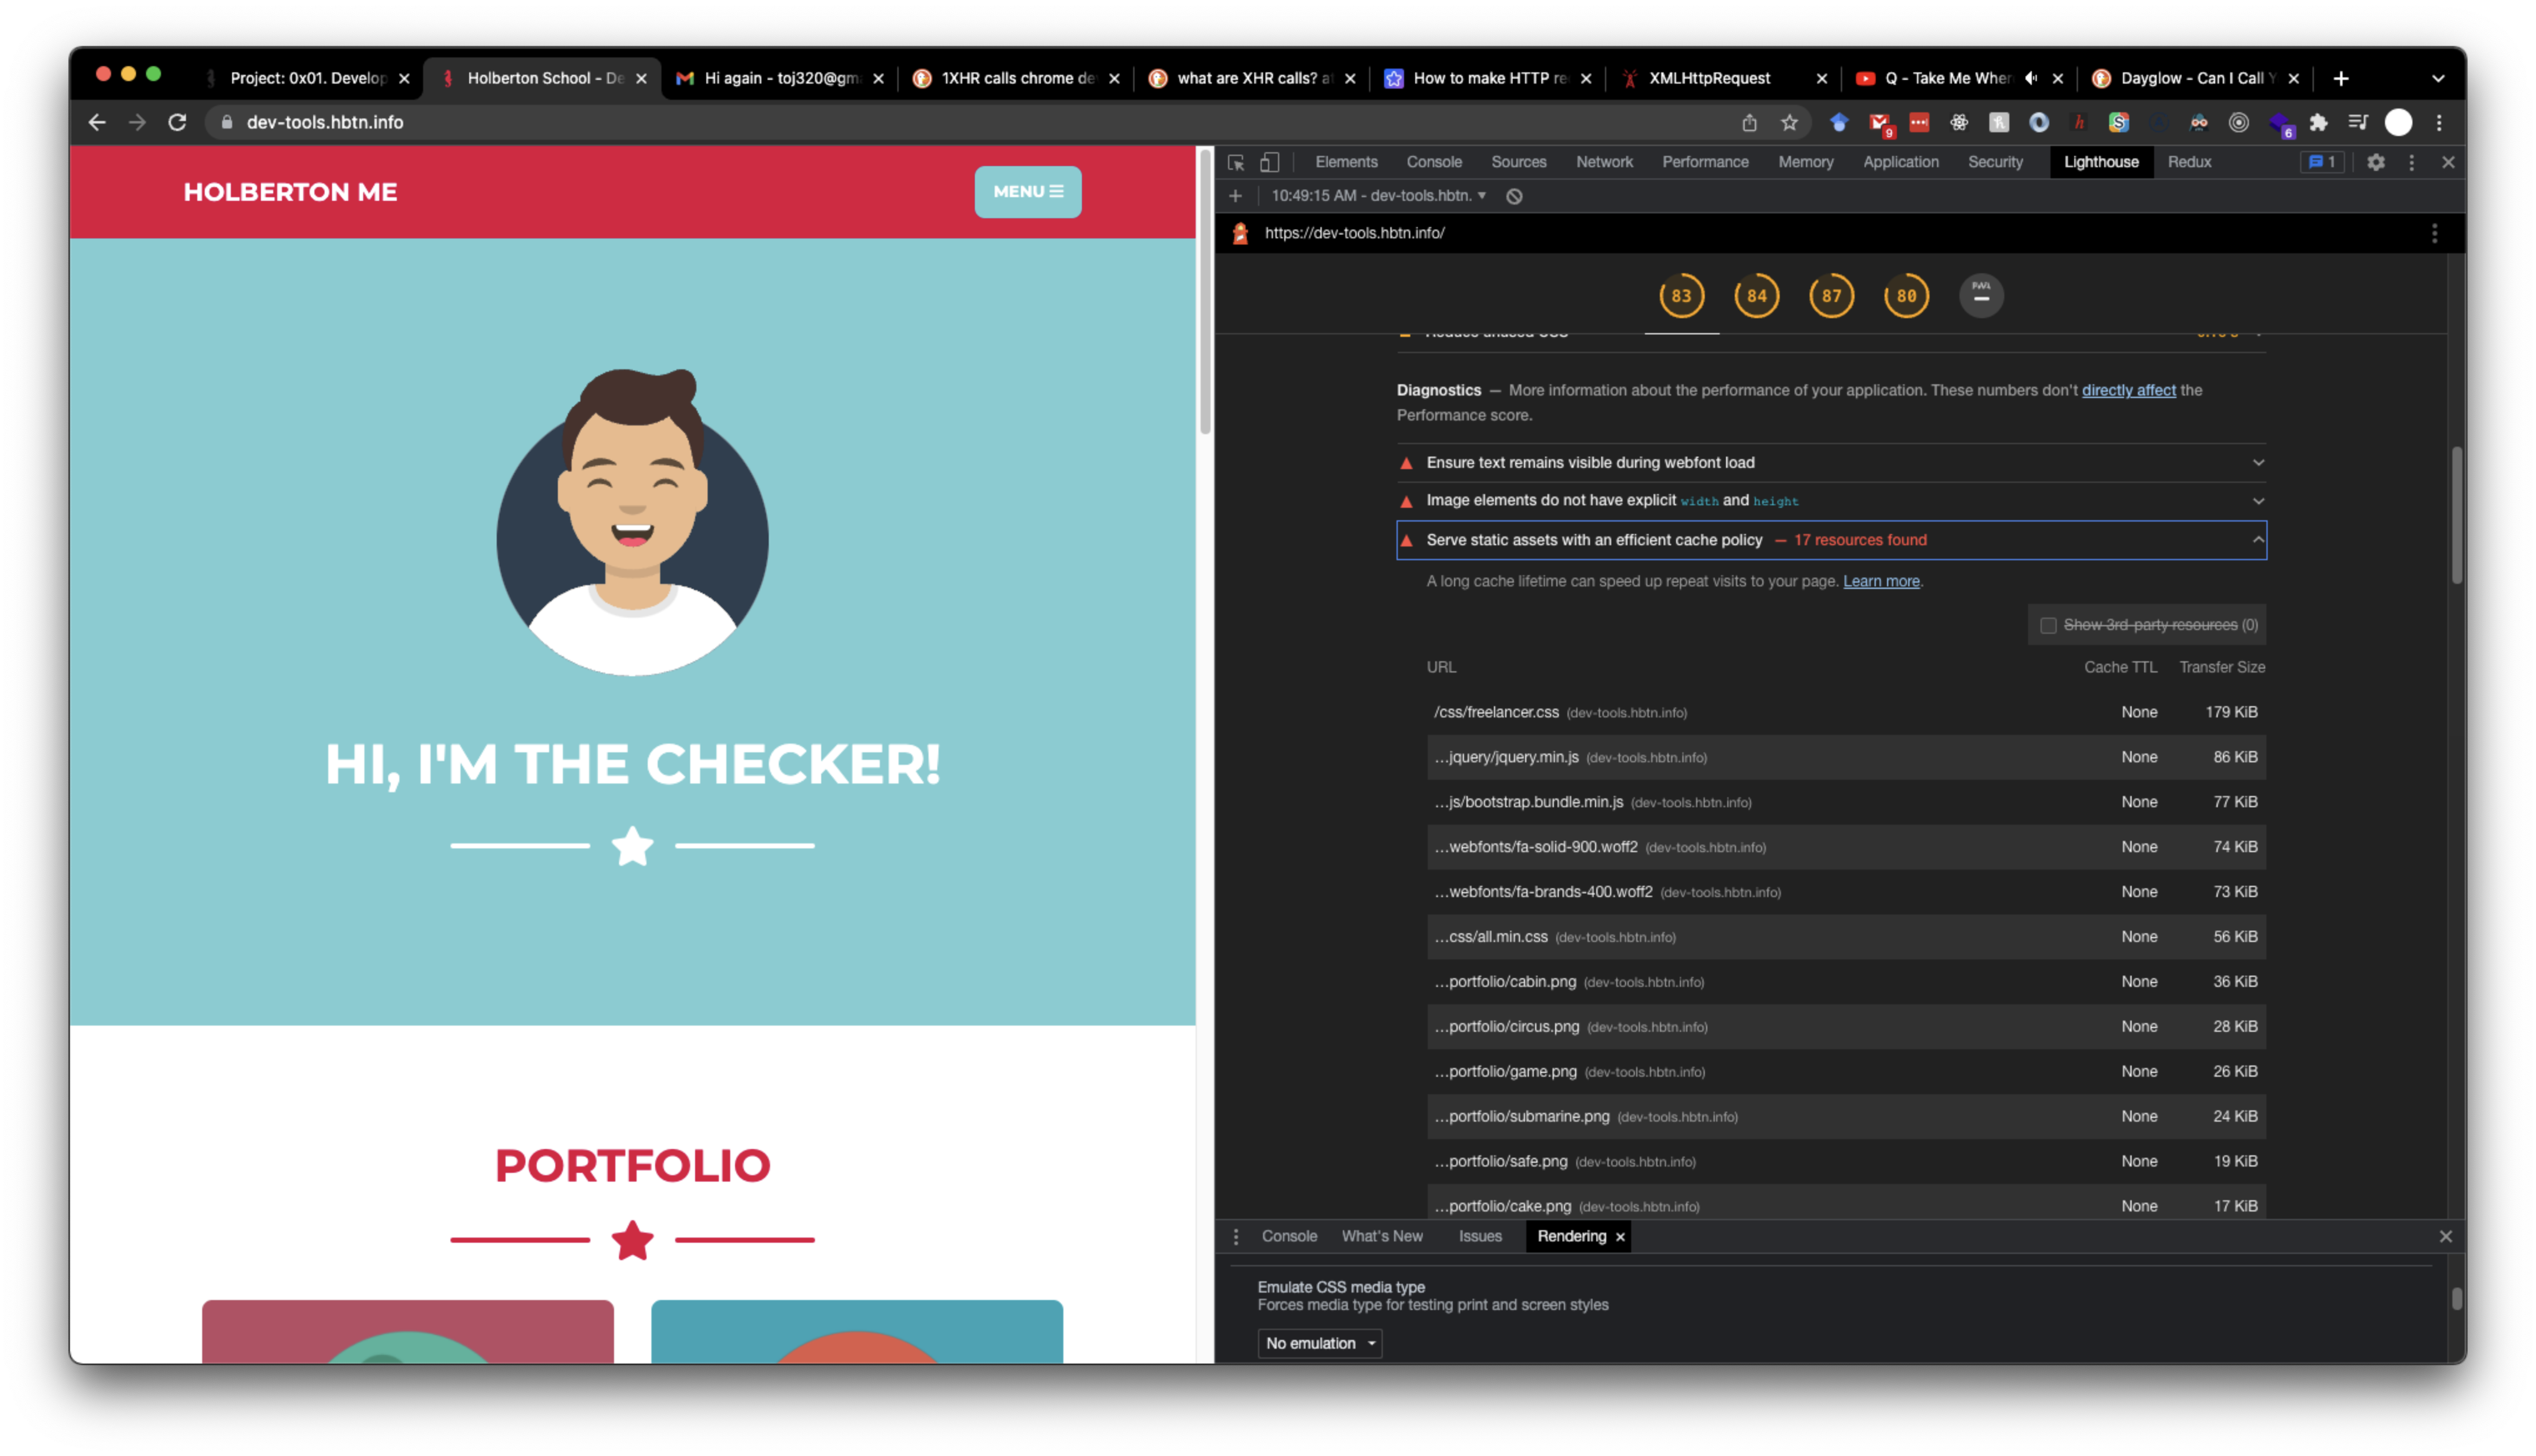 Project: 0x01. Develop
Holberton School - De
Hi again - toj320@gm
1XHR calls chrome de
what are XHR calls? a
How to make HTTP re
XMLHttpRequest
Q - Take Me Wher
Dayglow - Can I Call Y
dev-tools.hbtn.info
9
6
HOLBERTON ME
MENU
HI, I'M THE CHECKER!
PORTFOLIO
Elements Console Sources Network Performance Memory Application Security Lighthouse Redux 1
10:49:15 AM - dev-tools.hbtn.
https://dev-tools.hbtn.info/
83 84 87 80 PWA
Diagnostics — More information about the performance of your application. These numbers don't directly affect the
Performance score.
Ensure text remains visible during webfont load
Image elements do not have explicit width and height
Serve static assets with an efficient cache policy — 17 resources found
A long cache lifetime can speed up repeat visits to your page. Learn more.
Show 3rd-party resources (0)
URL Cache TTL Transfer Size
/css/freelancer.css (dev-tools.hbtn.info) None 179 KiB
…jquery/jquery.min.js (dev-tools.hbtn.info) None 86 KiB
…js/bootstrap.bundle.min.js (dev-tools.hbtn.info) None 77 KiB
…webfonts/fa-solid-900.woff2 (dev-tools.hbtn.info) None 74 KiB
…webfonts/fa-brands-400.woff2 (dev-tools.hbtn.info) None 73 KiB
…css/all.min.css (dev-tools.hbtn.info) None 56 KiB
…portfolio/cabin.png (dev-tools.hbtn.info) None 36 KiB
…portfolio/circus.png (dev-tools.hbtn.info) None 28 KiB
…portfolio/game.png (dev-tools.hbtn.info) None 26 KiB
…portfolio/submarine.png (dev-tools.hbtn.info) None 24 KiB
…portfolio/safe.png (dev-tools.hbtn.info) None 19 KiB
…portfolio/cake.png (dev-tools.hbtn.info) None 17 KiB
Console What's New Issues Rendering
Emulate CSS media type
Forces media type for testing print and screen styles
No emulation